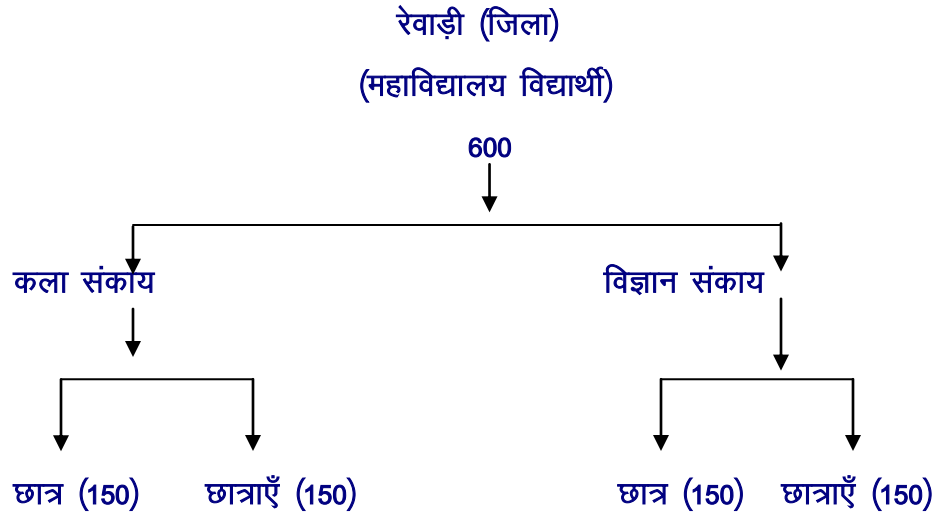 रेवाड़ी (जिला)
(महाविद्यालय विद्यार्थी)
600
कला संकाय विज्ञान संकाय
छात्र (150) छात्राएँ (150) छात्र (150) छात्राएँ (150)